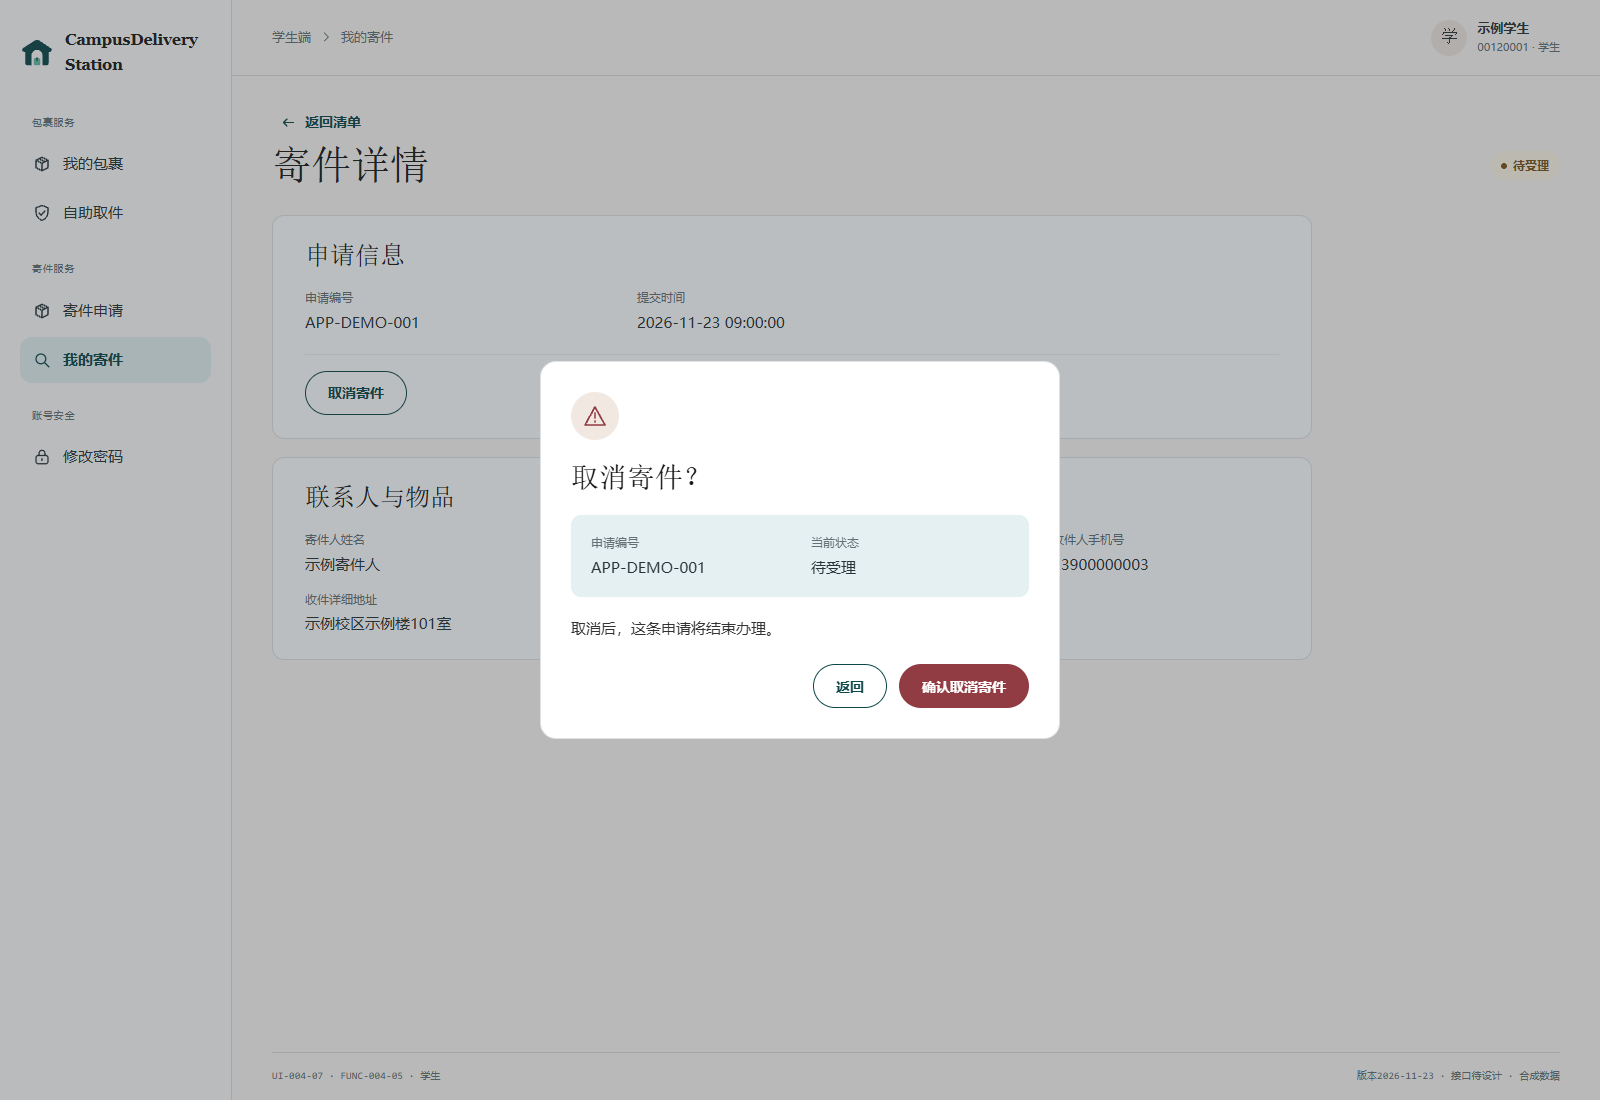 CampusDelivery
Station
包裹服务
我的包裹
自助取件
寄件服务
寄件申请
我的寄件
账号安全
修改密码
学生端 > 我的寄件
学
示例学生
00120001 · 学生
← 返回清单
寄件详情
待受理
申请信息
申请编号
提交时间
APP-DEMO-001
2026-11-23 09:00:00
取消寄件
联系人与物品
寄件人姓名
件人手机号
示例寄件人
3900000003
收件详细地址
示例校区示例楼101室
取消寄件？
申请编号
当前状态
APP-DEMO-001
待受理
取消后，这条申请将结束办理。
返回
确认取消寄件
UI-004-07 · FUNC-004-05 · 学生
版本2026-11-23 · 接口待设计 · 合成数据